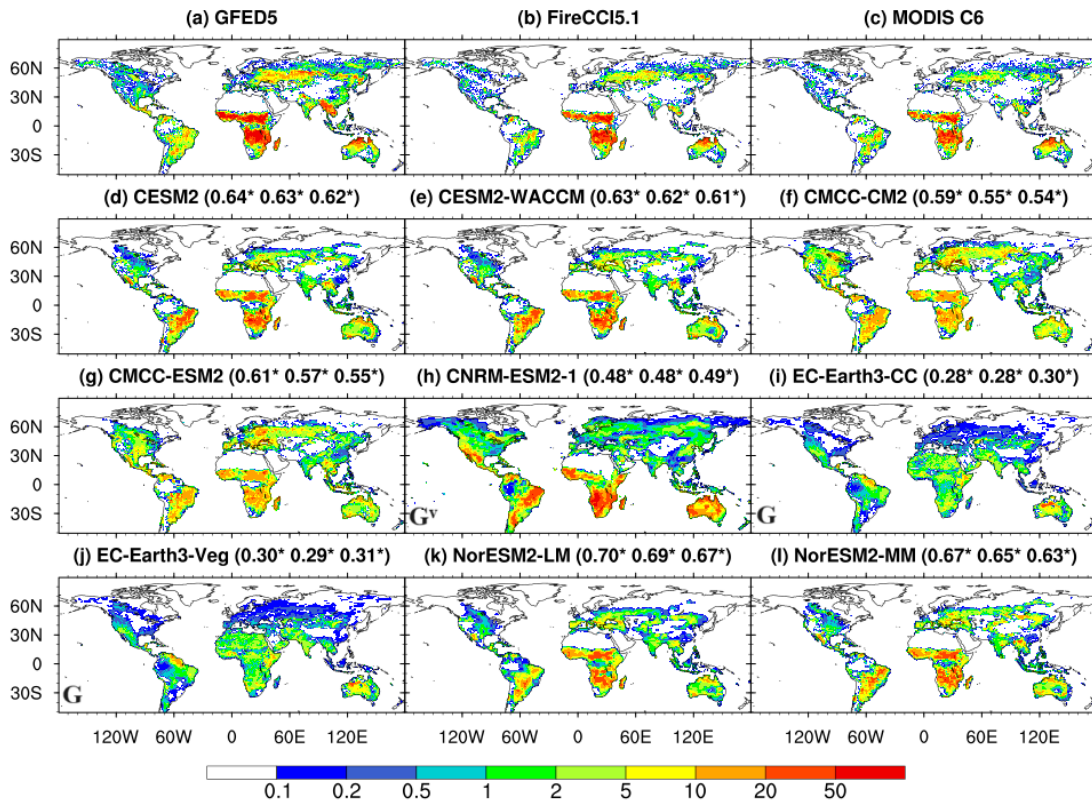 (a) GFED5 (b) FireCCI5.1 (c) MODIS C6
60N
30N
0
30S
(d) CESM2 (0.64* 0.63* 0.62*) (e) CESM2-WACCM (0.63* 0.62* 0.61*) (f) CMCC-CM2 (0.59* 0.55* 0.54*)
60N
30N
0
30S
(g) CMCC-ESM2 (0.61* 0.57* 0.55*) (h) CNRM-ESM2-1 (0.48* 0.48* 0.49*) (i) EC-Earth3-CC (0.28* 0.28* 0.30*)
60N
30N
0
30S
Gv G
(j) EC-Earth3-Veg (0.30* 0.29* 0.31*) (k) NorESM2-LM (0.70* 0.69* 0.67*) (l) NorESM2-MM (0.67* 0.65* 0.63*)
60N
30N
0
30S
G
120W 60W 0 60E 120E 120W 60W 0 60E 120E 120W 60W 0 60E 120E
0.1 0.2 0.5 1 2 5 10 20 50